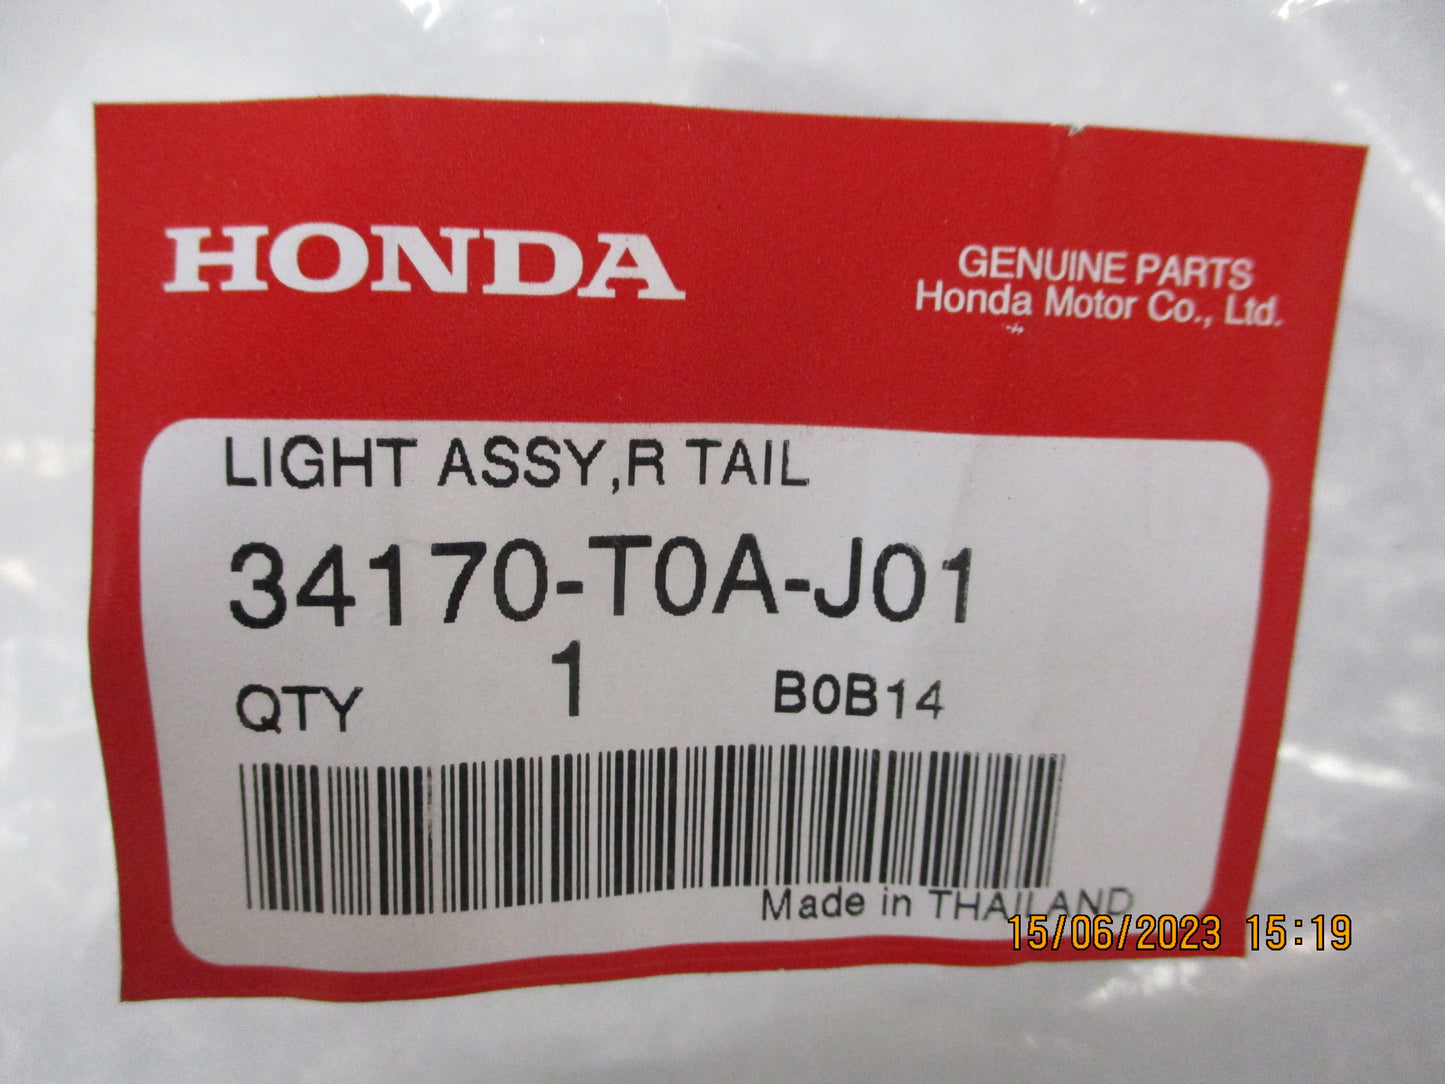 HONDA
GENUINE PARTS
Honda Motor Co., Ltd.
LIGHT ASSY,R TAIL
34170-T0A-J01
QTY 1 B0B14
Made in THAILAND
15/06/2023 15:19